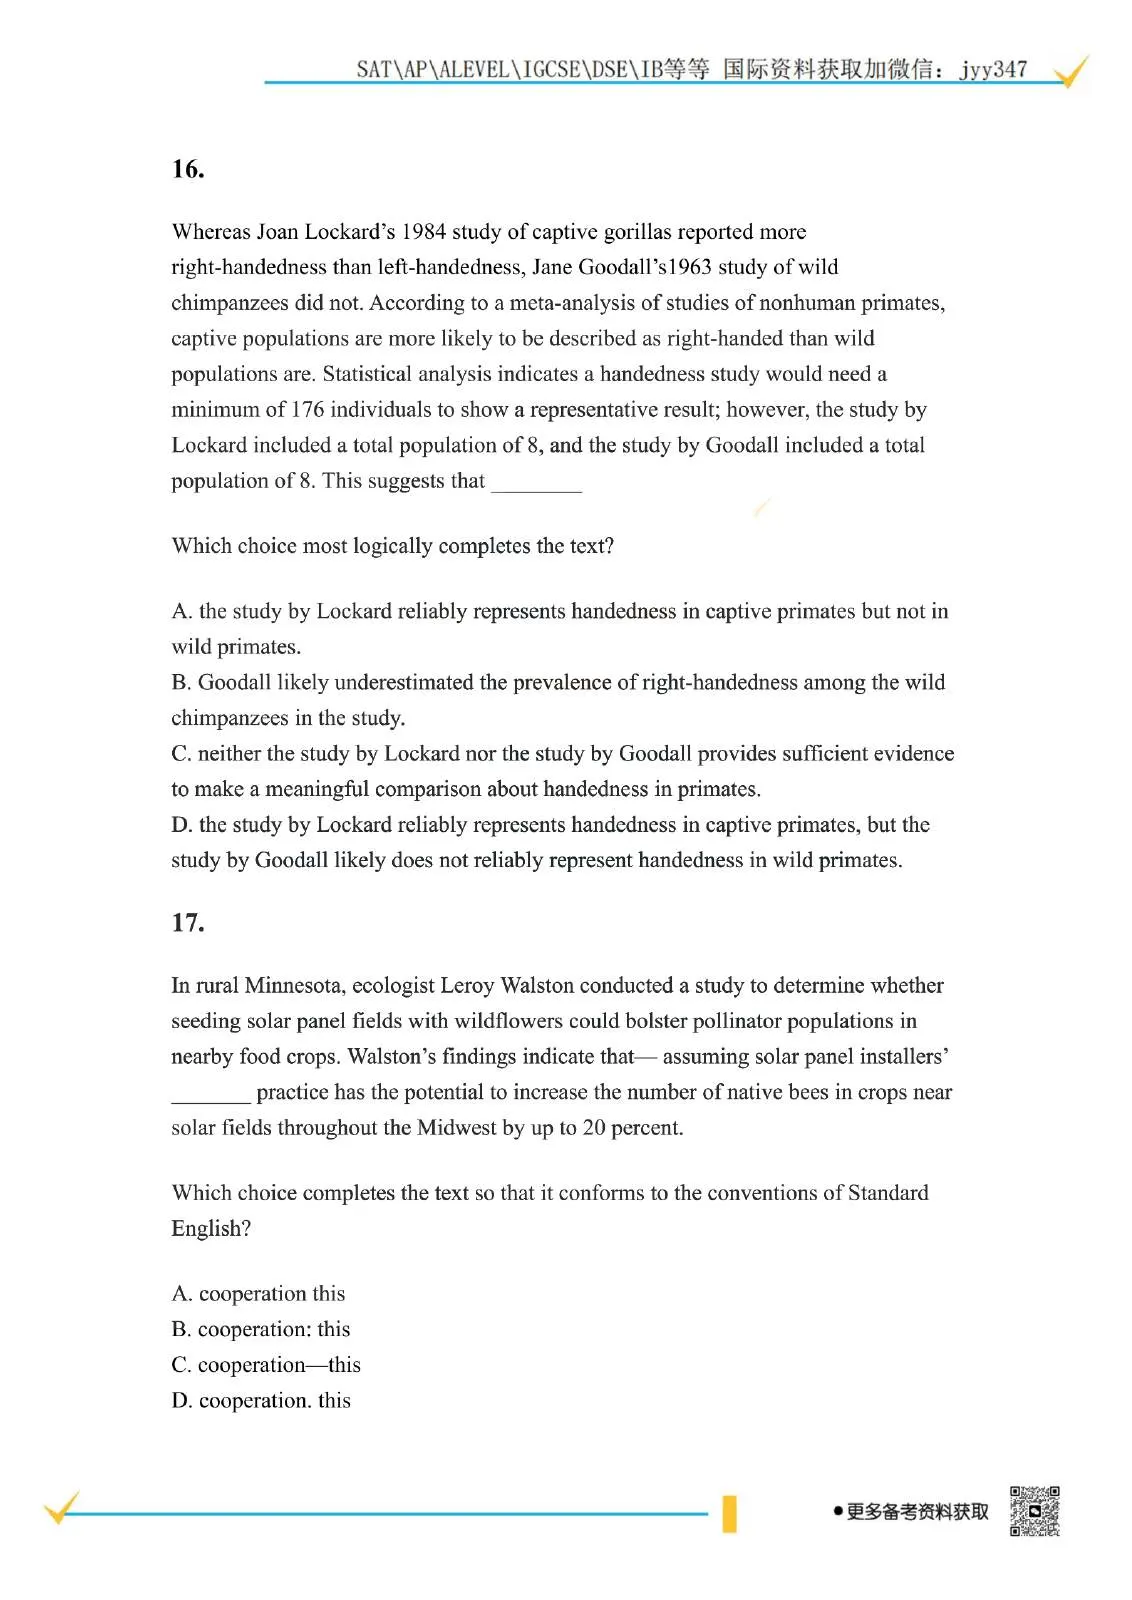 SAT\AP\ALEVEL\IGCSE\DSE\IB等等 国际资料获取加微信：jyy347
16.
Whereas Joan Lockard’s 1984 study of captive gorillas reported more
right-handedness than left-handedness, Jane Goodall’s1963 study of wild
chimpanzees did not. According to a meta-analysis of studies of nonhuman primates,
captive populations are more likely to be described as right-handed than wild
populations are. Statistical analysis indicates a handedness study would need a
minimum of 176 individuals to show a representative result; however, the study by
Lockard included a total population of 8, and the study by Goodall included a total
population of 8. This suggests that ________
Which choice most logically completes the text?
A. the study by Lockard reliably represents handedness in captive primates but not in
wild primates.
B. Goodall likely underestimated the prevalence of right-handedness among the wild
chimpanzees in the study.
C. neither the study by Lockard nor the study by Goodall provides sufficient evidence
to make a meaningful comparison about handedness in primates.
D. the study by Lockard reliably represents handedness in captive primates, but the
study by Goodall likely does not reliably represent handedness in wild primates.
17.
In rural Minnesota, ecologist Leroy Walston conducted a study to determine whether
seeding solar panel fields with wildflowers could bolster pollinator populations in
nearby food crops. Walston’s findings indicate that— assuming solar panel installers’
_______ practice has the potential to increase the number of native bees in crops near
solar fields throughout the Midwest by up to 20 percent.
Which choice completes the text so that it conforms to the conventions of Standard
English?
A. cooperation this
B. cooperation: this
C. cooperation—this
D. cooperation. this
●更多备考资料获取